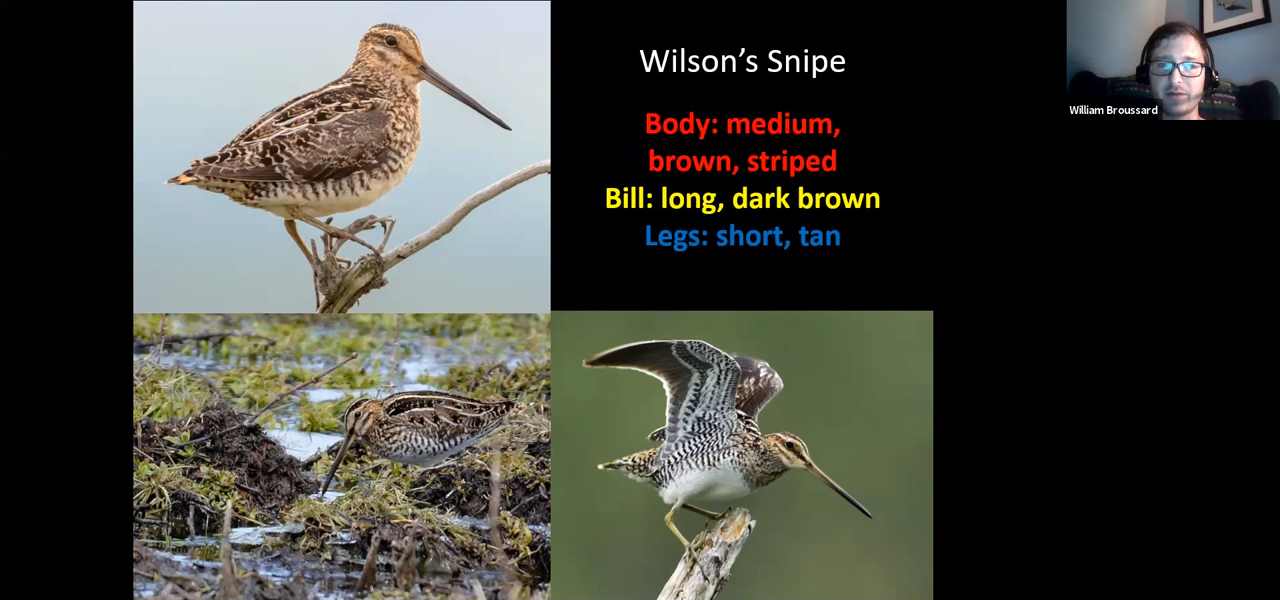 Wilson’s Snipe
Body: medium,
brown, striped
Bill: long, dark brown
Legs: short, tan
William Broussard